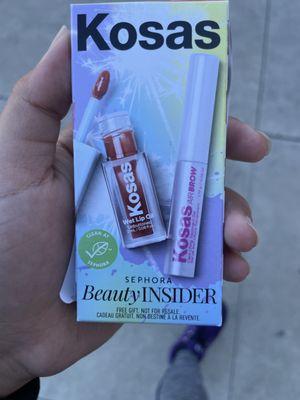 Kosas
Kosas
Wet Lip Oil
Kosas AIR BROW
CLEAN AT
SEPHORA
SEPHORA
Beauty INSIDER
FREE GIFT. NOT FOR RESALE.
CADEAU GRATUIT. NON DESTINÉ À LA REVENTE.